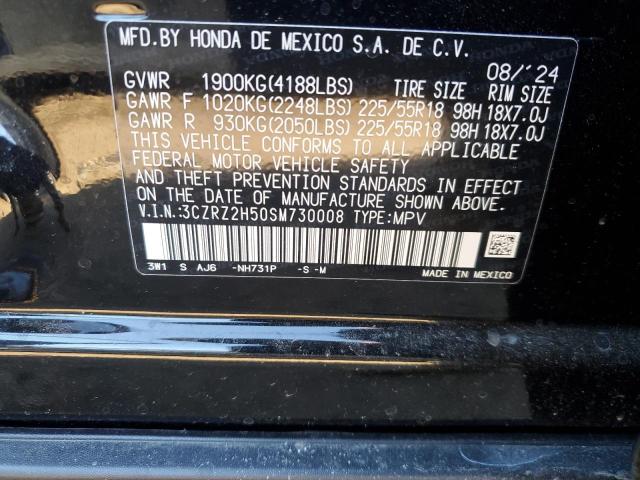 MFD.BY HONDA DE MEXICO S.A. DE C.V.
08/'24
GVWR 1900KG(4188LBS) TIRE SIZE RIM SIZE
GAWR F 1020KG(2248LBS) 225/55R18 98H 18X7.0J
GAWR R 930KG(2050LBS) 225/55R18 98H 18X7.0J
THIS VEHICLE CONFORMS TO ALL APPLICABLE
FEDERAL MOTOR VEHICLE SAFETY
AND THEFT PREVENTION STANDARDS IN EFFECT
ON THE DATE OF MANUFACTURE SHOWN ABOVE.
V.I.N.:3CZRZ2H50SM730008 TYPE:MPV
3W1 S AJ6 -NH731P -S -M
MADE IN MEXICO